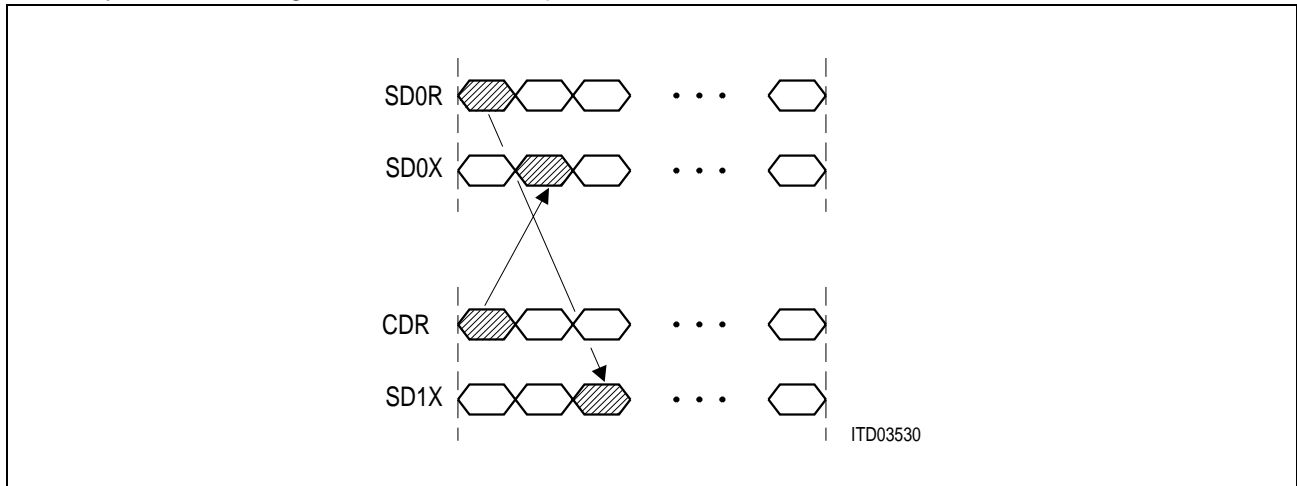 SD0R
• • •
SD0X
• • •
CDR
• • •
SD1X
• • •
ITD03530